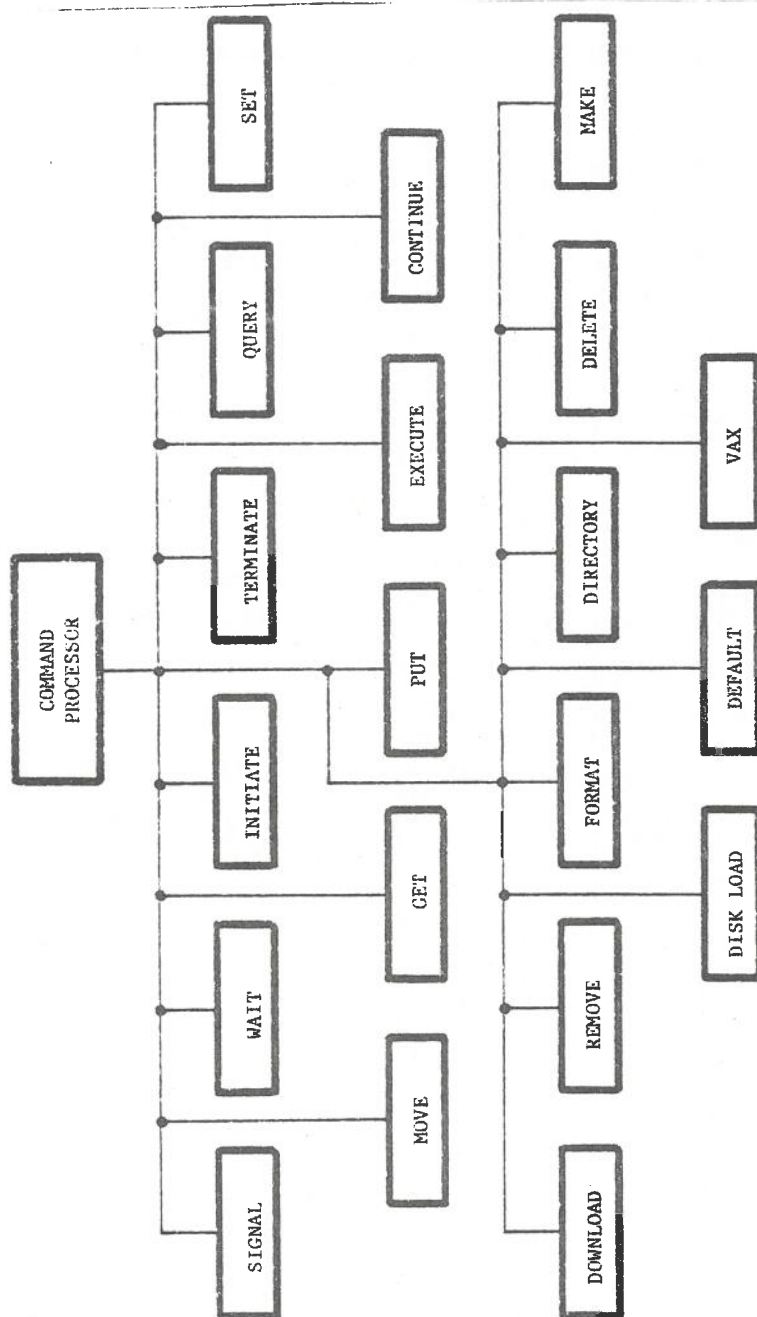 COMMAND
PROCESSOR
SIGNAL
WAIT
INITIATE
TERMINATE
QUERY
SET
MOVE
GET
PUT
EXECUTE
CONTINUE
DOWNLOAD
REMOVE
FORMAT
DIRECTORY
DELETE
MAKE
DISK LOAD
DEFAULT
VAX